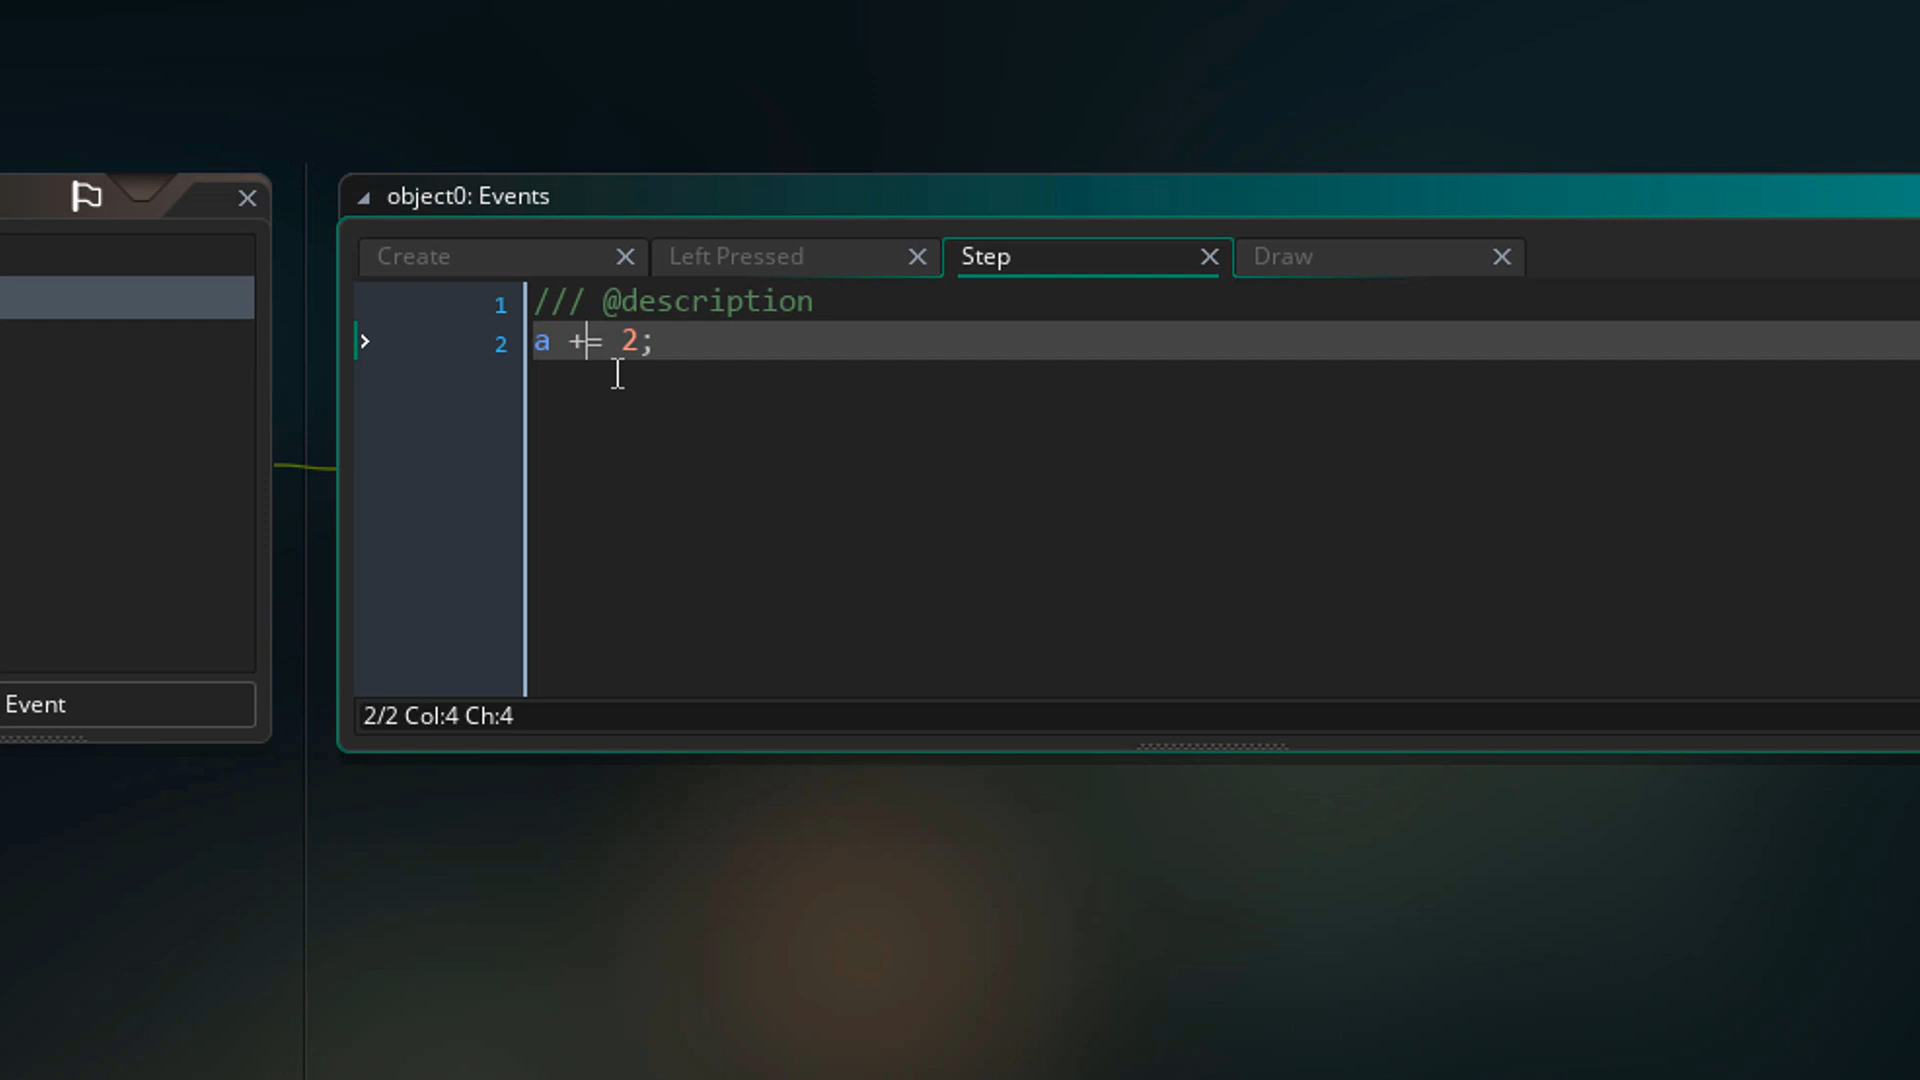 object0: Events
Create
Left Pressed
Step
Draw
1 /// @description
2 a += 2;
Event
2/2 Col:4 Ch:4